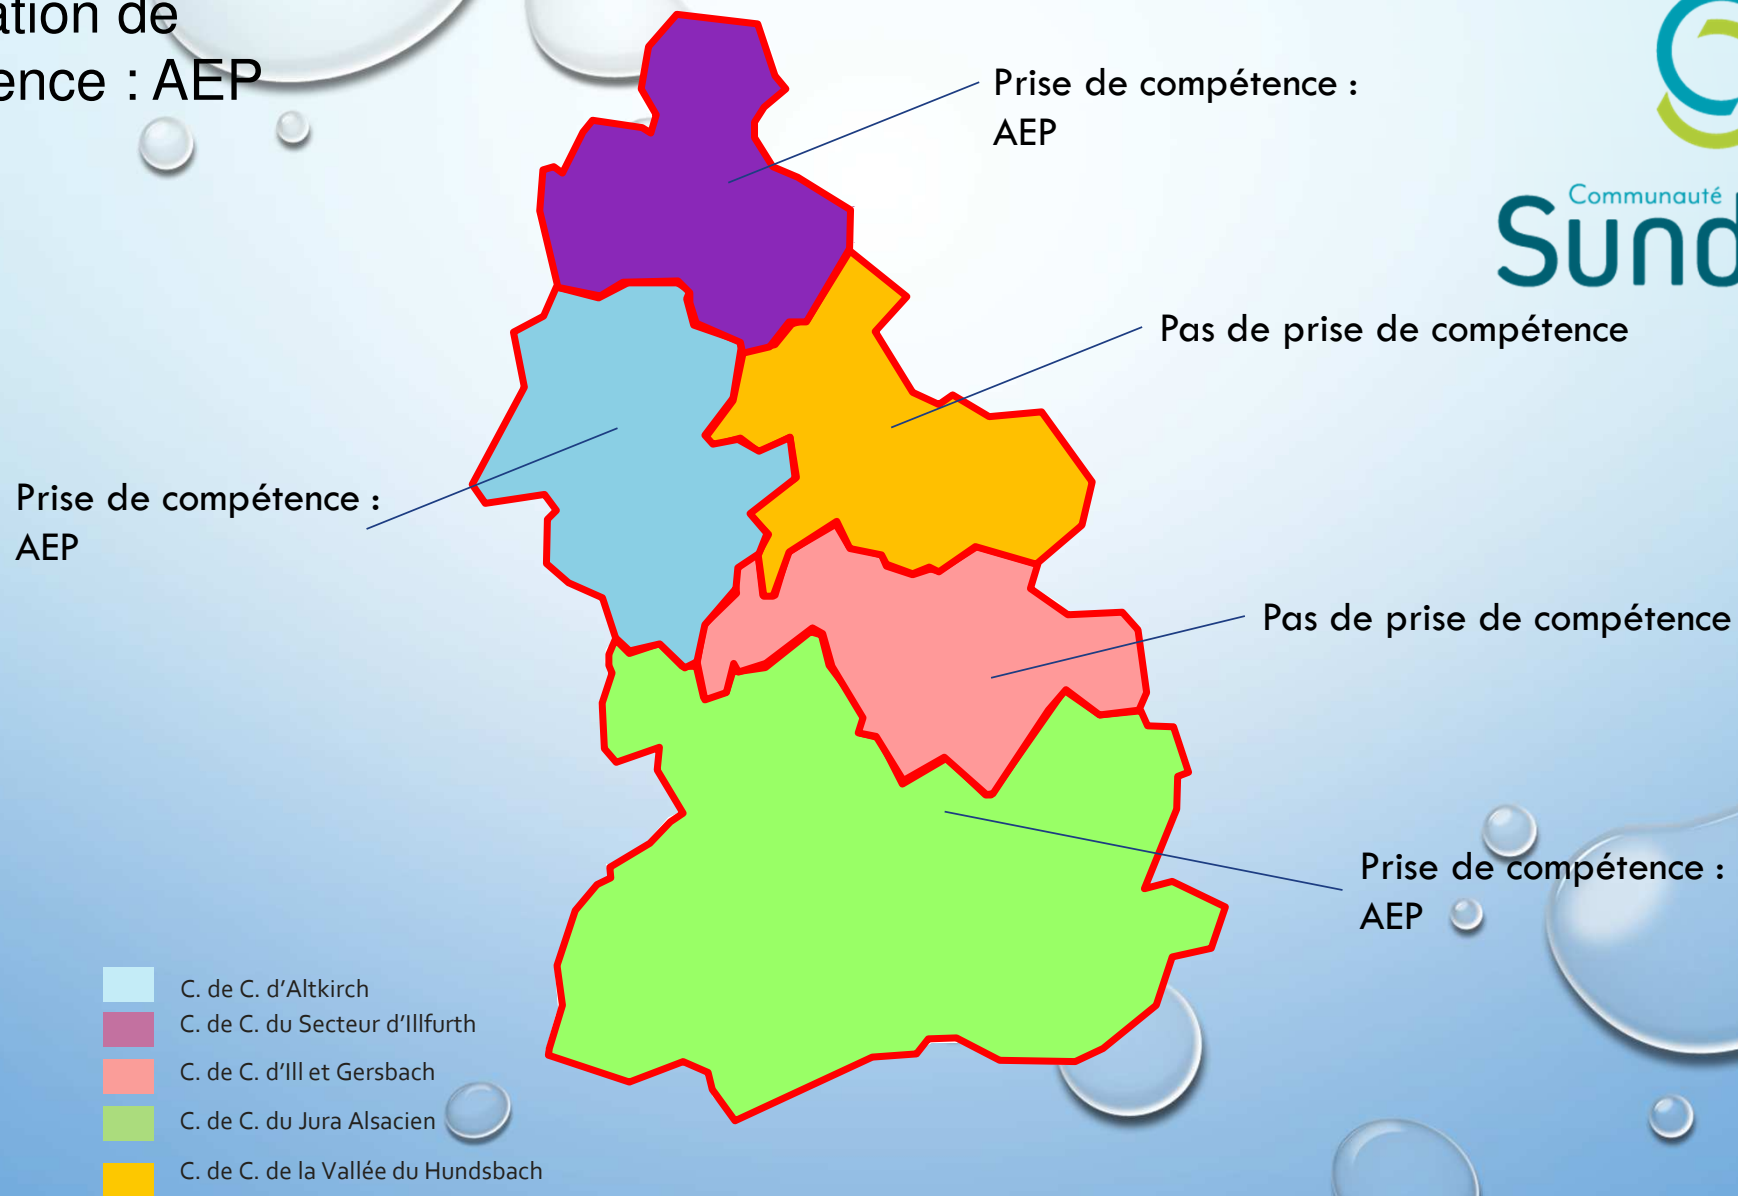 ation de
ence : AEP
Prise de compétence :
AEP
Communauté
Sund
Pas de prise de compétence
Prise de compétence :
AEP
Pas de prise de compétence
Prise de compétence :
AEP
C. de C. d'Altkirch
C. de C. du Secteur d'Illfurth
C. de C. d'Ill et Gersbach
C. de C. du Jura Alsacien
C. de C. de la Vallée du Hundsbach